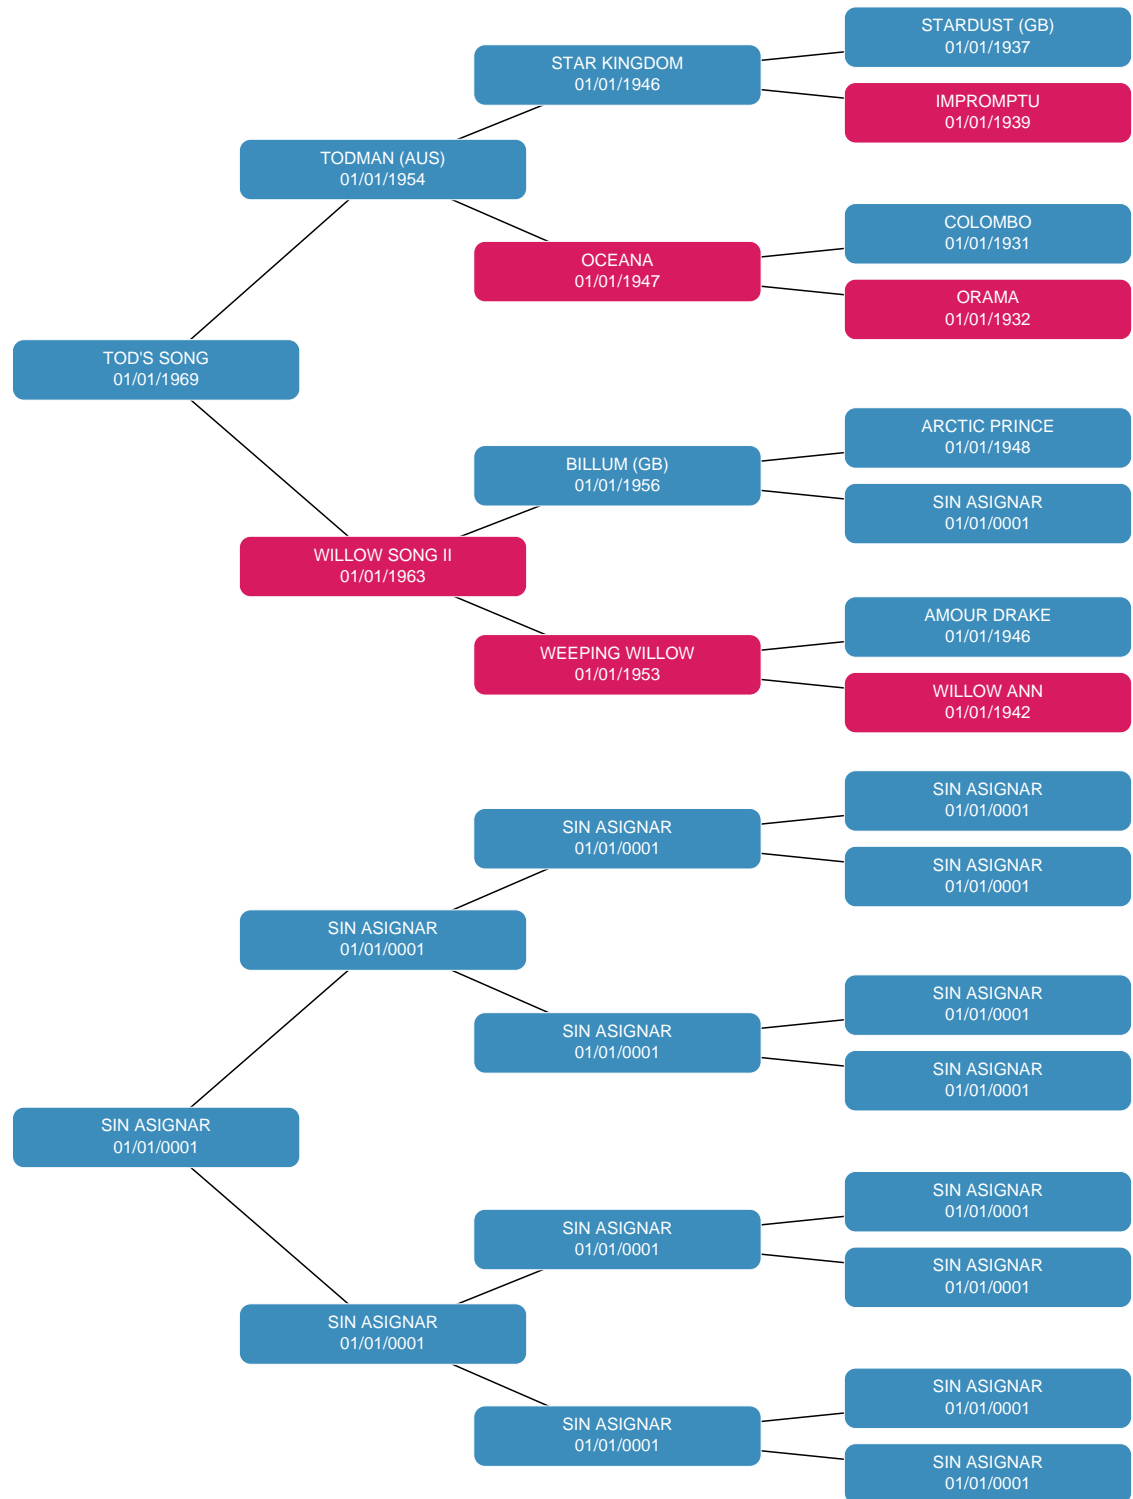 STARDUST (GB)
01/01/1937
STAR KINGDOM
01/01/1946
IMPROMPTU
01/01/1939
TODMAN (AUS)
01/01/1954
COLOMBO
01/01/1931
OCEANA
01/01/1947
ORAMA
01/01/1932
TOD'S SONG
01/01/1969
ARCTIC PRINCE
01/01/1948
BILLUM (GB)
01/01/1956
SIN ASIGNAR
01/01/0001
WILLOW SONG II
01/01/1963
AMOUR DRAKE
01/01/1946
WEEPING WILLOW
01/01/1953
WILLOW ANN
01/01/1942
SIN ASIGNAR
01/01/0001
SIN ASIGNAR
01/01/0001
SIN ASIGNAR
01/01/0001
SIN ASIGNAR
01/01/0001
SIN ASIGNAR
01/01/0001
SIN ASIGNAR
01/01/0001
SIN ASIGNAR
01/01/0001
SIN ASIGNAR
01/01/0001
SIN ASIGNAR
01/01/0001
SIN ASIGNAR
01/01/0001
SIN ASIGNAR
01/01/0001
SIN ASIGNAR
01/01/0001
SIN ASIGNAR
01/01/0001
SIN ASIGNAR
01/01/0001
SIN ASIGNAR
01/01/0001